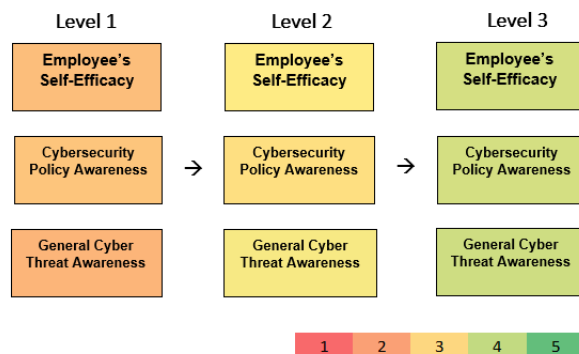 Level 1 Level 2 Level 3
Employee's Self-Efficacy
Employee's Self-Efficacy
Employee's Self-Efficacy
Cybersecurity Policy Awareness
→
Cybersecurity Policy Awareness
→
Cybersecurity Policy Awareness
General Cyber Threat Awareness
General Cyber Threat Awareness
General Cyber Threat Awareness
1 2 3 4 5